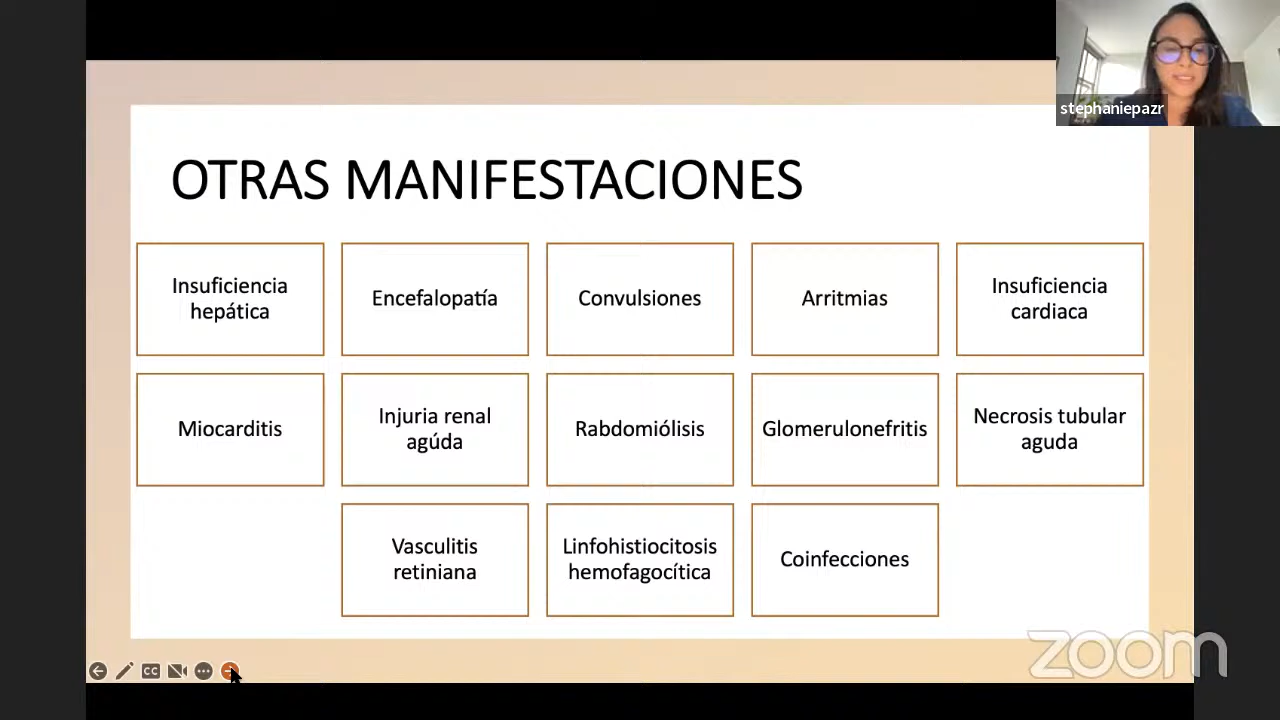 stephaniepazr
OTRAS MANIFESTACIONES
Insuficiencia
hepática
Encefalopatía
Convulsiones
Arritmias
Insuficiencia
cardiaca
Miocarditis
Injuria renal
agúda
Rabdomiólisis
Glomerulonefritis
Necrosis tubular
aguda
Vasculitis
retiniana
Linfohistiocitosis
hemofagocítica
Coinfecciones
CC
zoom